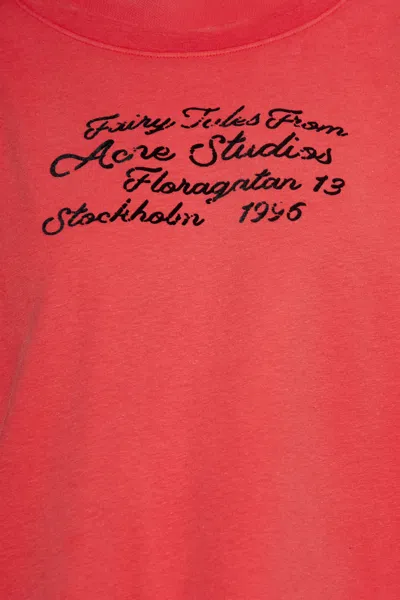 Fairy Tales From
Acne Studios
Floragatan 13
Stockholm 1996